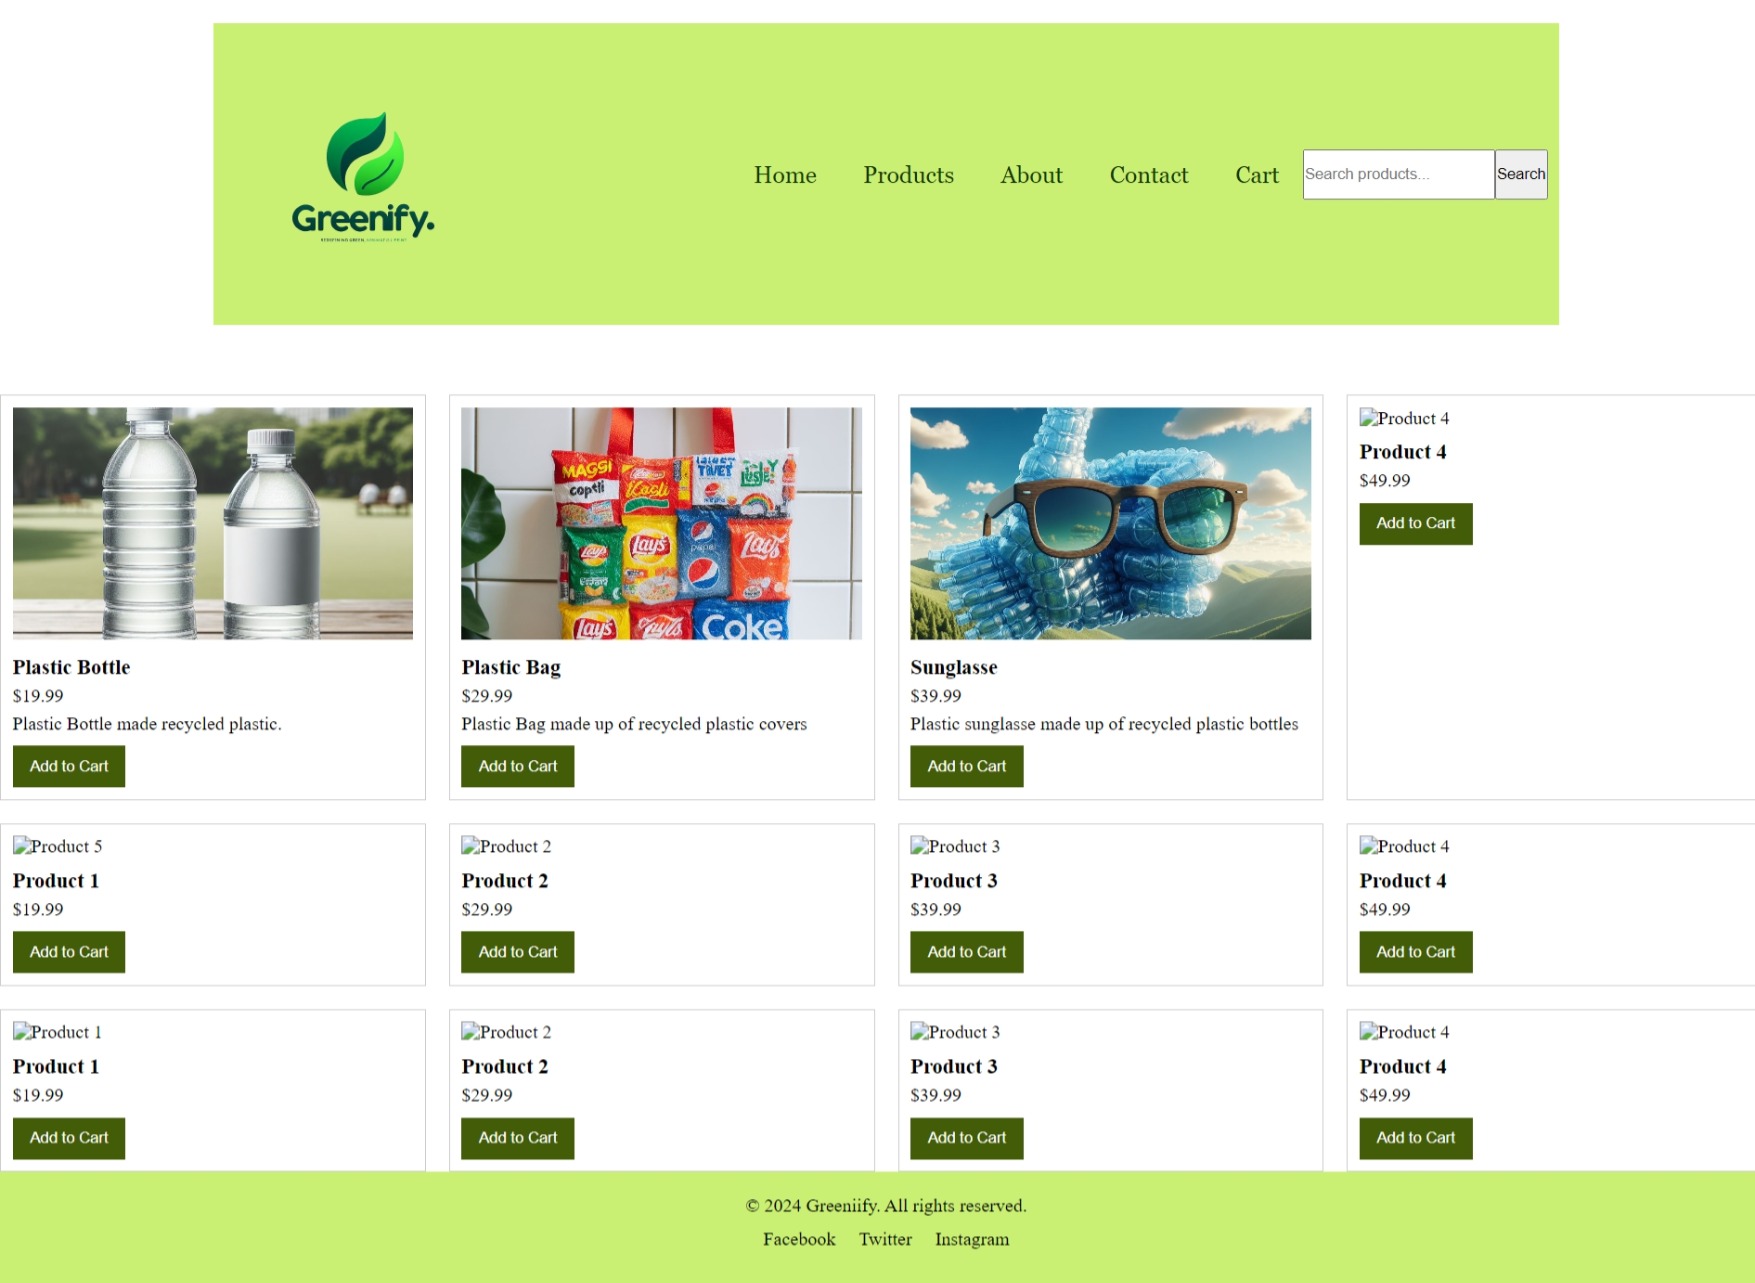 Greenify.
Home Products About Contact Cart Search products... Search
MAGSI
coptli
Lay's
Lay's
pepsi
Lays
Lays
Coke
Product 4
Product 4
$49.99
Add to Cart
Plastic Bottle
$19.99
Plastic Bottle made recycled plastic.
Add to Cart
Plastic Bag
$29.99
Plastic Bag made up of recycled plastic covers
Add to Cart
Sunglasse
$39.99
Plastic sunglasse made up of recycled plastic bottles
Add to Cart
Product 5
Product 1
$19.99
Add to Cart
Product 2
Product 2
$29.99
Add to Cart
Product 3
Product 3
$39.99
Add to Cart
Product 4
Product 4
$49.99
Add to Cart
Product 1
Product 1
$19.99
Add to Cart
Product 2
Product 2
$29.99
Add to Cart
Product 3
Product 3
$39.99
Add to Cart
Product 4
Product 4
$49.99
Add to Cart
© 2024 Greeniify. All rights reserved.
Facebook Twitter Instagram